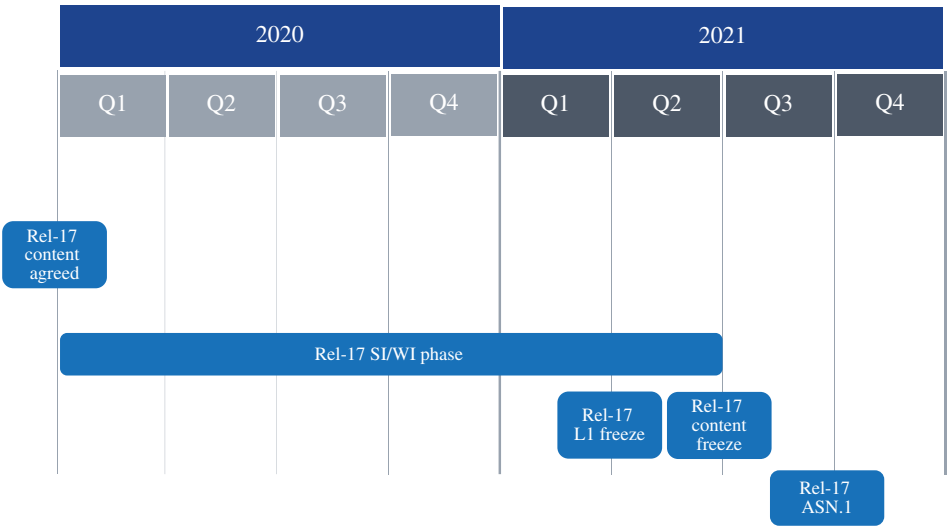 2020
2021
Q1
Q2
Q3
Q4
Q1
Q2
Q3
Q4
Rel-17
content
agreed
Rel-17 SI/WI phase
Rel-17
L1 freeze
Rel-17
content
freeze
Rel-17
ASN.1